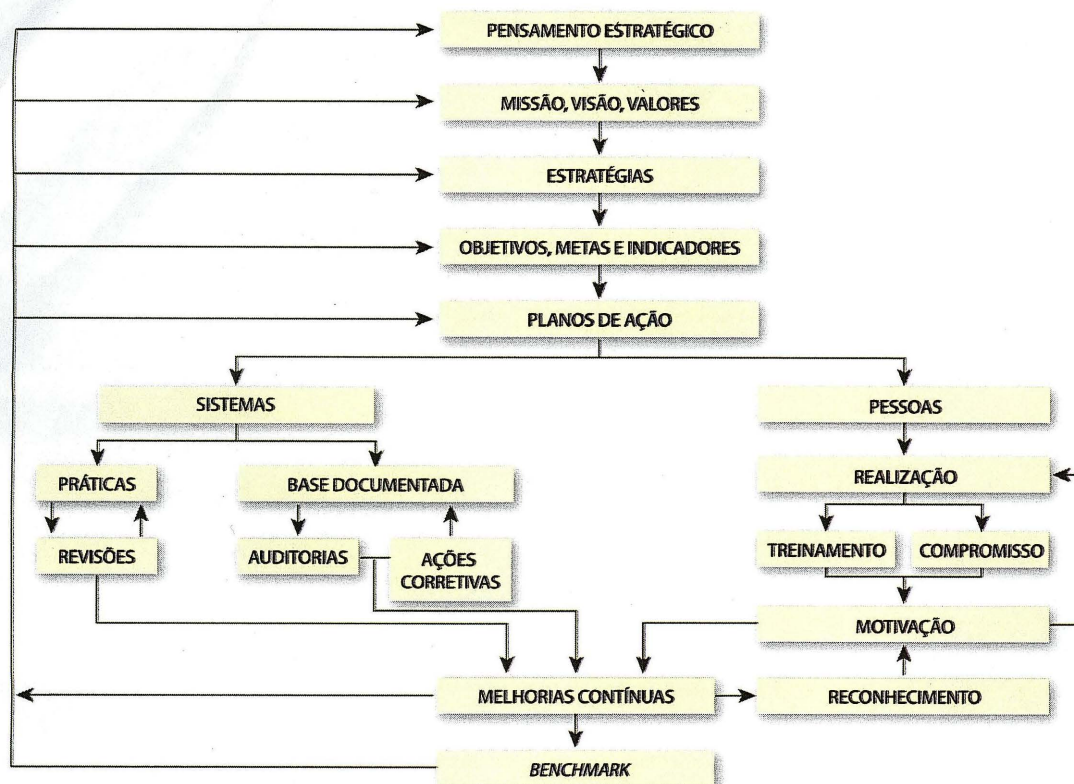 PENSAMENTO ESTRATÉGICO
MISSÃO, VISÃO, VALORES
ESTRATÉGIAS
OBJETIVOS, METAS E INDICADORES
PLANOS DE AÇÃO
SISTEMAS
PESSOAS
PRÁTICAS
BASE DOCUMENTADA
REALIZAÇÃO
REVISÕES
AUDITORIAS
AÇÕES
CORRETIVAS
TREINAMENTO
COMPROMISSO
MOTIVAÇÃO
MELHORIAS CONTÍNUAS
RECONHECIMENTO
BENCHMARK